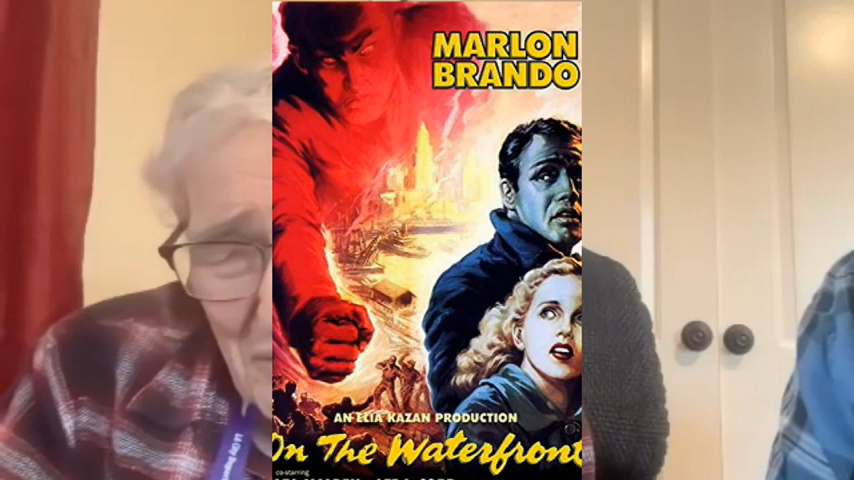 MARLON
BRANDO
AN ELIA KAZAN PRODUCTION
On The Waterfront
co-starring